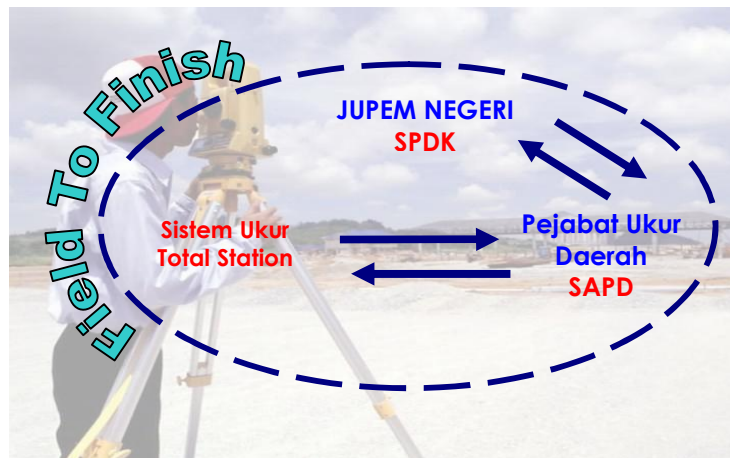 Field To Finish
JUPEM NEGERI
SPDK
Sistem Ukur
Total Station
Pejabat Ukur
Daerah
SAPD